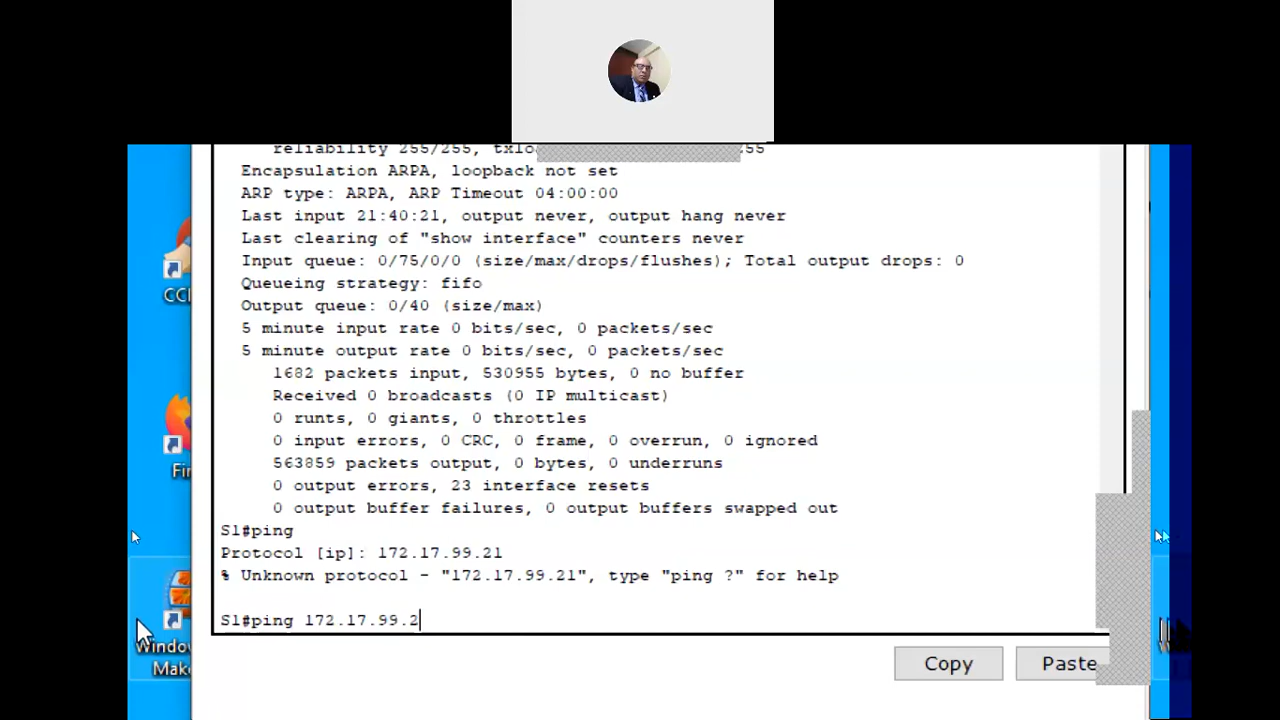 reliability 255/255, txlo 255
Encapsulation ARPA, loopback not set
ARP type: ARPA, ARP Timeout 04:00:00
Last input 21:40:21, output never, output hang never
Last clearing of "show interface" counters never
Input queue: 0/75/0/0 (size/max/drops/flushes); Total output drops: 0
Queueing strategy: fifo
Output queue: 0/40 (size/max)
5 minute input rate 0 bits/sec, 0 packets/sec
5 minute output rate 0 bits/sec, 0 packets/sec
1682 packets input, 530955 bytes, 0 no buffer
Received 0 broadcasts (0 IP multicast)
0 runts, 0 giants, 0 throttles
0 input errors, 0 CRC, 0 frame, 0 overrun, 0 ignored
563859 packets output, 0 bytes, 0 underruns
0 output errors, 23 interface resets
0 output buffer failures, 0 output buffers swapped out
S1#ping
Protocol [ip]: 172.17.99.21
% Unknown protocol - "172.17.99.21", type "ping ?" for help
S1#ping 172.17.99.2
Copy Paste
CC
Fir
Windo
Make